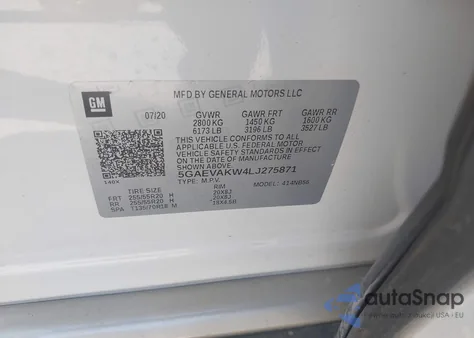 MFD BY GENERAL MOTORS LLC
GM
07/20 GVWR GAWR FRT GAWR RR
2800 KG 1450 KG 1600 KG
6173 LB 3196 LB 3527 LB
THIS VEHICLE CONFORMS TO ALL
APPLICABLE U.S. FEDERAL MOTOR
VEHICLE SAFETY STANDARDS IN
EFFECT ON THE DATE OF
MANUFACTURE SHOWN ABOVE.
5GAEVAKW4LJ275871
TYPE: M.P.V. MODEL:
TIRE SIZE RIM
FRT 255/55R20 H 20X8J
RR 255/55R20 H 20X8J
SPA T135/70R18 M 18X4.5B
autoSnap
USA - EU